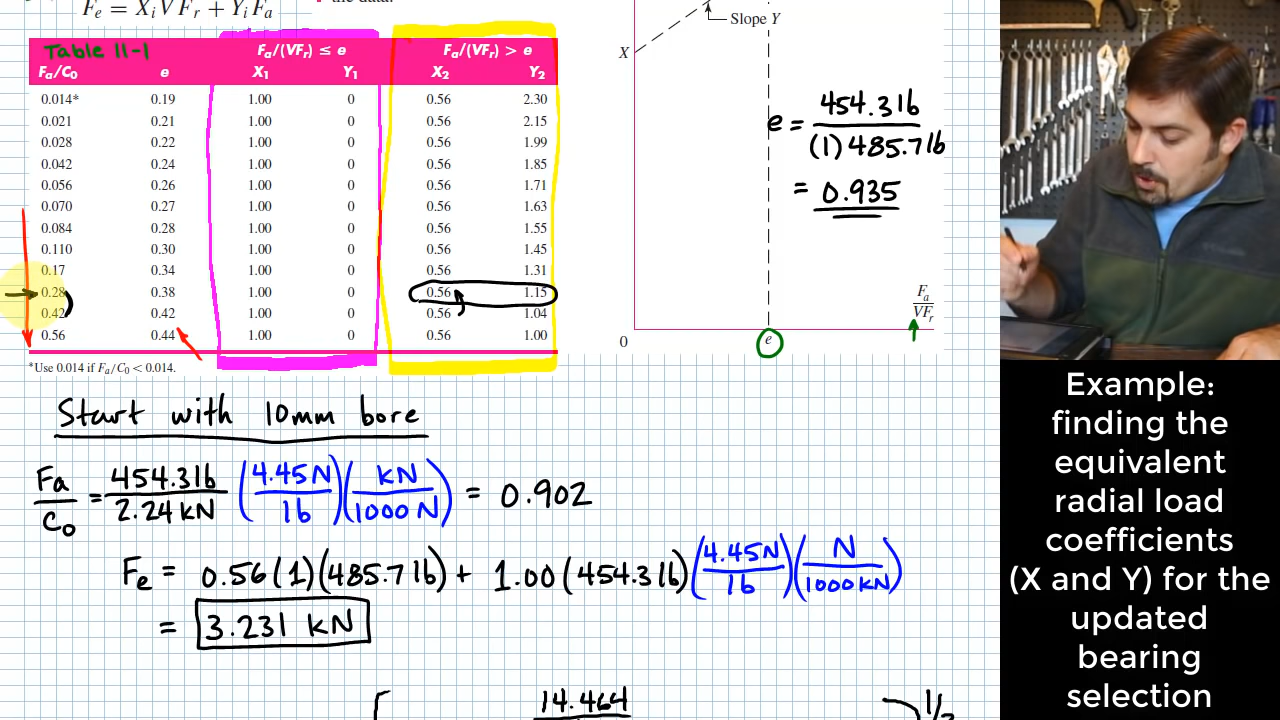 Fe = XiVFr + YiFa
the data.
Slope Y
X
Table 11-1
Fa/(VFr) ≤ e Fa/(VFr) > e
Fa/C0 e X1 Y1 X2 Y2
0.014* 0.19 1.00 0 0.56 2.30
0.021 0.21 1.00 0 0.56 2.15
0.028 0.22 1.00 0 0.56 1.99
0.042 0.24 1.00 0 0.56 1.85
0.056 0.26 1.00 0 0.56 1.71
0.070 0.27 1.00 0 0.56 1.63
0.084 0.28 1.00 0 0.56 1.55
0.110 0.30 1.00 0 0.56 1.45
0.17 0.34 1.00 0 0.56 1.31
0.28 0.38 1.00 0 0.56 1.15
0.42 0.42 1.00 0 0.56 1.04
0.56 0.44 1.00 0 0.56 1.00
*Use 0.014 if Fa/C0 < 0.014.
e = 454.3 lb / (1) 485.7 lb
= 0.935
Fa / VFr
0 e
Start with 10mm bore
Fa / C0 = 454.3 lb / 2.24 kN (4.45 N / lb) (kN / 1000 N) = 0.902
Fe = 0.56 (1) (485.7 lb) + 1.00 (454.3 lb) (4.45 N / lb) (N / 1000 kN)
= 3.231 kN
14.464
1/3
Example:
finding the
equivalent
radial load
coefficients
(X and Y) for the
updated
bearing
selection